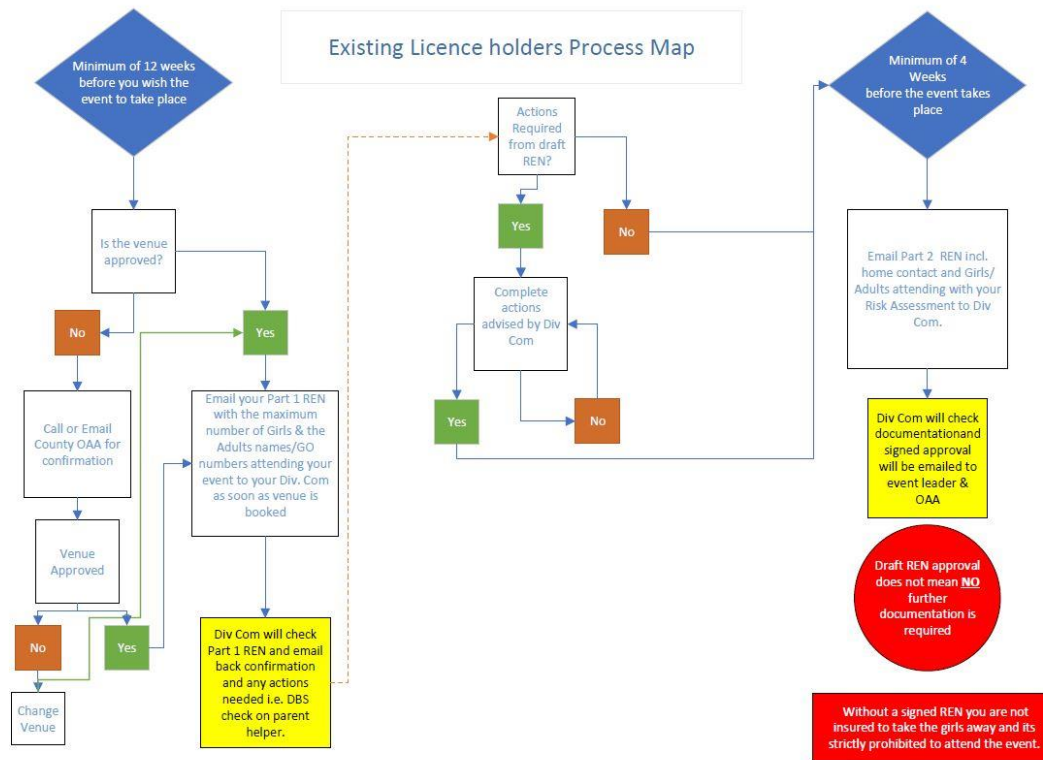 Existing Licence holders Process Map
Minimum of 12 weeks
before you wish the
event to take place
Is the venue
approved?
No
Yes
Call or Email
County OAA for
confirmation
Venue
Approved
No
Yes
Change
Venue
Email your Part 1 REN
with the maximum
number of Girls & the
Adults names/GO
numbers attending your
event to your Div. Com
as soon as venue is
booked
Div Com will check
Part 1 REN and email
back confirmation
and any actions
needed i.e. DBS
check on parent
helper.
Actions
Required
from draft
REN?
Yes
No
Complete
actions
advised by Div
Com
Yes
No
Minimum of 4
Weeks
before the event takes
place
Email Part 2 REN incl.
home contact and Girls/
Adults attending with your
Risk Assessment to Div
Com.
Div Com will check
documentationand
signed approval
will be emailed to
event leader &
OAA
Draft REN approval
does not mean NO
further
documentation is
required
Without a signed REN you are not
insured to take the girls away and its
strictly prohibited to attend the event.